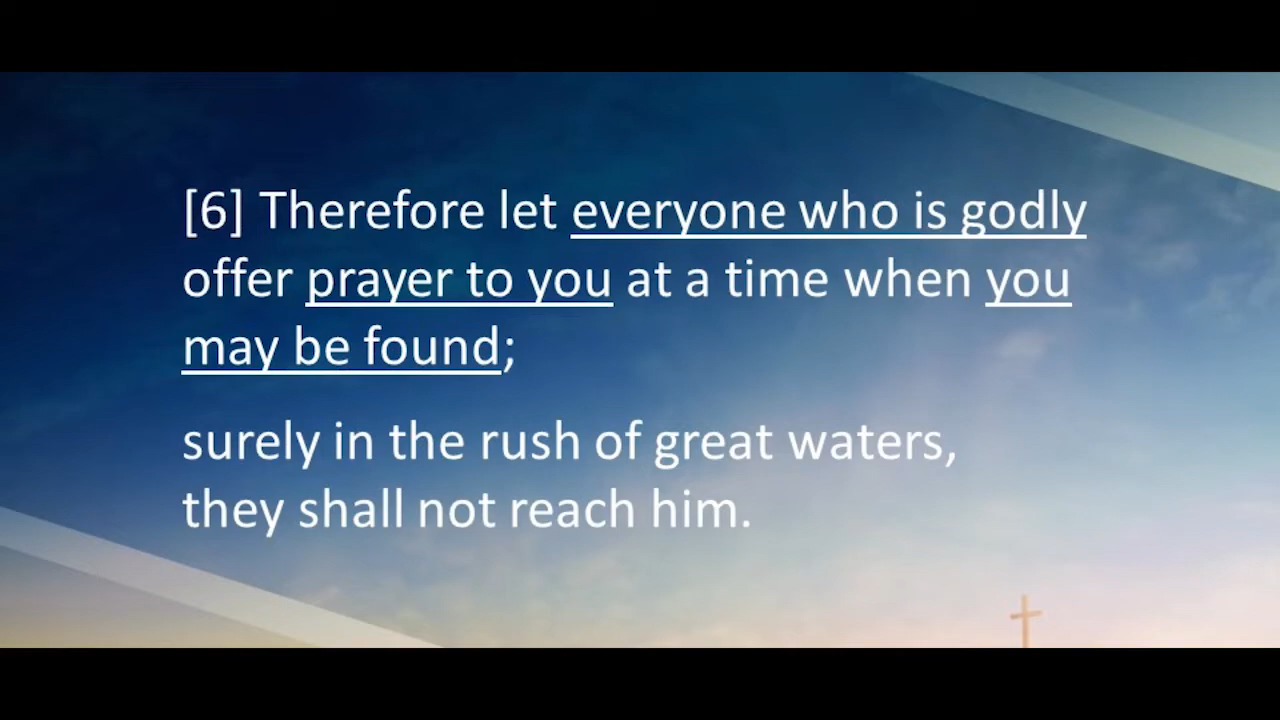 [6] Therefore let everyone who is godly
offer prayer to you at a time when you
may be found;
surely in the rush of great waters,
they shall not reach him.